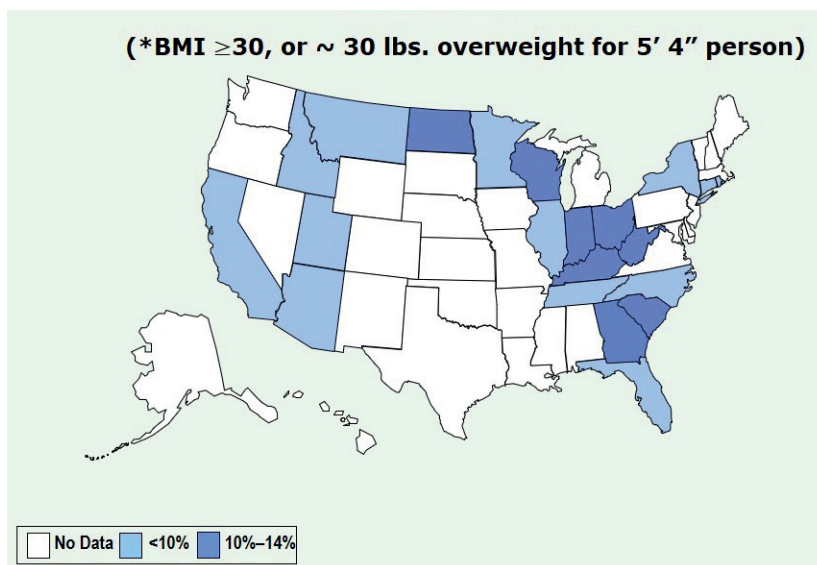 (*BMI ≥30, or ~ 30 lbs. overweight for 5′ 4″ person)
No Data <10% 10%–14%